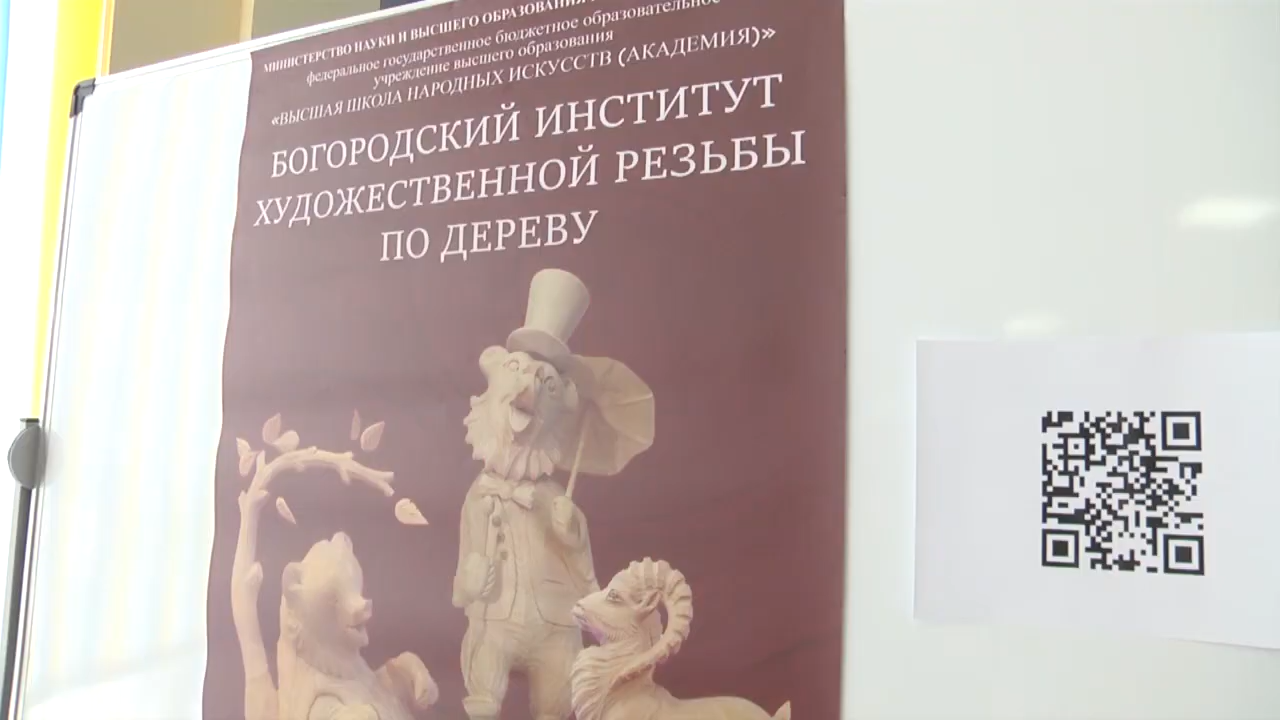 МИНИСТЕРСТВО НАУКИ И ВЫСШЕГО ОБРАЗОВАНИЯ
федеральное государственное бюджетное образовательное
учреждение высшего образования
«ВЫСШАЯ ШКОЛА НАРОДНЫХ ИСКУССТВ (АКАДЕМИЯ)»
БОГОРОДСКИЙ ИНСТИТУТ
ХУДОЖЕСТВЕННОЙ РЕЗЬБЫ
ПО ДЕРЕВУ